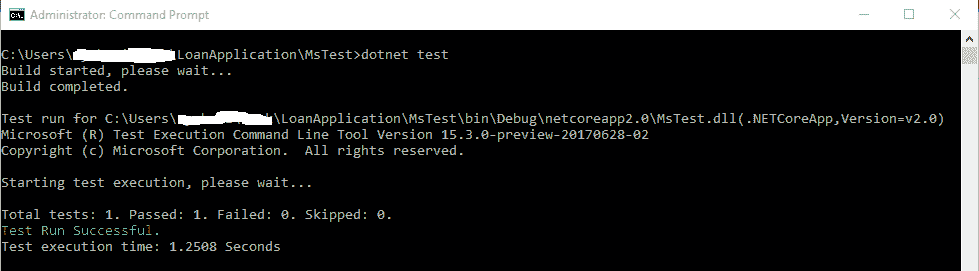 Administrator: Command Prompt
C:\Users\LoanApplication\MsTest>dotnet test
Build started, please wait...
Build completed.
Test run for C:\Users\\LoanApplication\MsTest\bin\Debug\netcoreapp2.0\MsTest.dll(.NETCoreApp,Version=v2.0)
Microsoft (R) Test Execution Command Line Tool Version 15.3.0-preview-20170628-02
Copyright (c) Microsoft Corporation.  All rights reserved.
Starting test execution, please wait...
Total tests: 1. Passed: 1. Failed: 0. Skipped: 0.
Test Run Successful.
Test execution time: 1.2508 Seconds